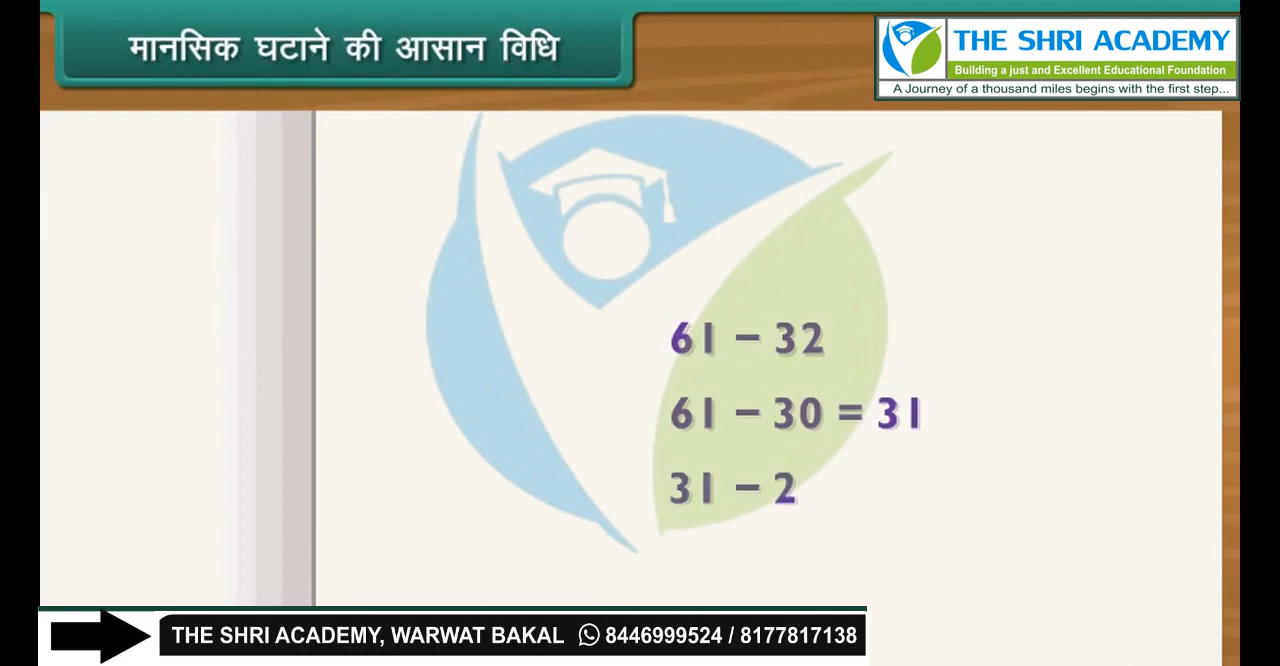 मानसिक घटाने की आसान विधि
THE SHRI ACADEMY
Building a just and Excellent Educational Foundation
A Journey of a thousand miles begins with the first step...
61 – 32
61 – 30 = 31
31 – 2
THE SHRI ACADEMY, WARWAT BAKAL 8446999524 / 8177817138